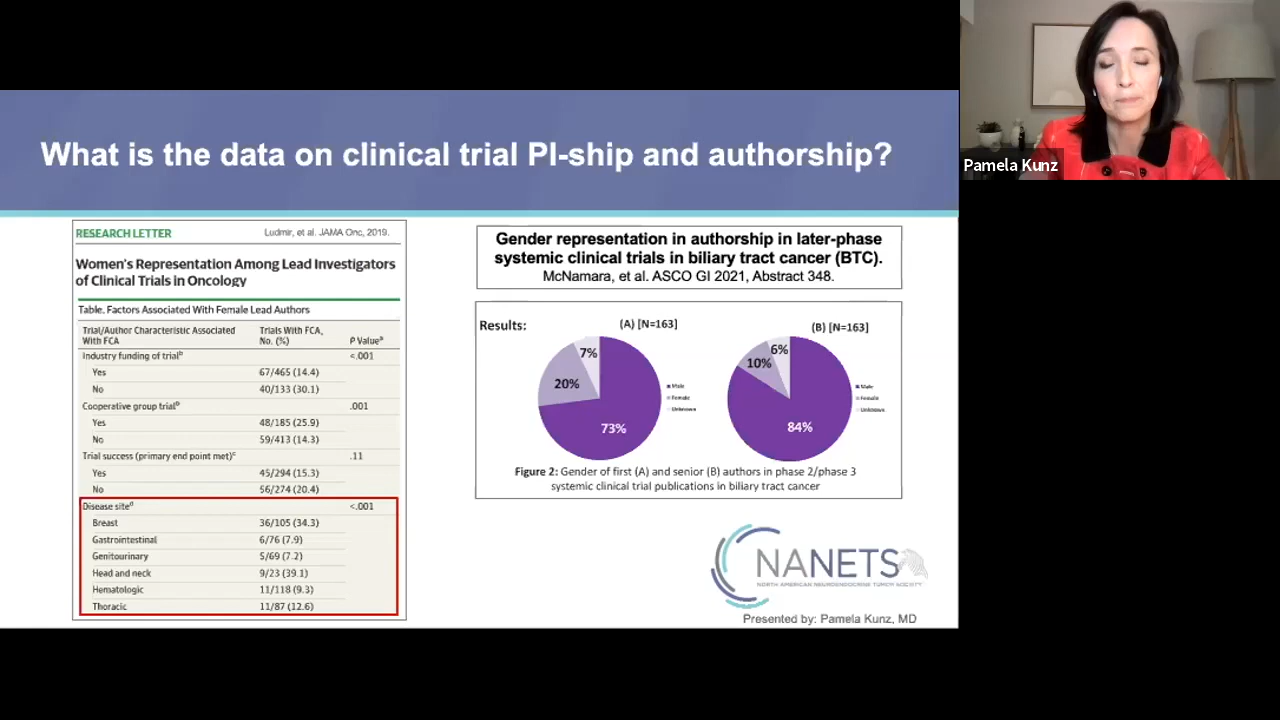 What is the data on clinical trial PI-ship and authorship?
Pamela Kunz
RESEARCH LETTER
Ludmir, et al. JAMA Onc, 2019.
Women's Representation Among Lead Investigators
of Clinical Trials in Oncology
Table. Factors Associated With Female Lead Authors
Trial/Author Characteristic Associated With FCA
Trials With FCA, No. (%)
P Valueᵃ
Industry funding of trialᵇ <.001
Yes 67/465 (14.4)
No 40/133 (30.1)
Cooperative group trialᵇ .001
Yes 48/185 (25.9)
No 59/413 (14.3)
Trial success (primary end point met)ᶜ .11
Yes 45/294 (15.3)
No 56/274 (20.4)
Disease siteᵈ <.001
Breast 36/105 (34.3)
Gastrointestinal 6/76 (7.9)
Genitourinary 5/69 (7.2)
Head and neck 9/23 (39.1)
Hematologic 11/118 (9.3)
Thoracic 11/87 (12.6)
Gender representation in authorship in later-phase
systemic clinical trials in biliary tract cancer (BTC).
McNamara, et al. ASCO GI 2021, Abstract 348.
Results:
(A) [N=163]
7%
20%
73%
Male
Female
Unknown
(B) [N=163]
6%
10%
84%
Male
Female
Unknown
Figure 2: Gender of first (A) and senior (B) authors in phase 2/phase 3
systemic clinical trial publications in biliary tract cancer
NANETS
NORTH AMERICAN NEUROENDOCRINE TUMOR SOCIETY
Presented by: Pamela Kunz, MD